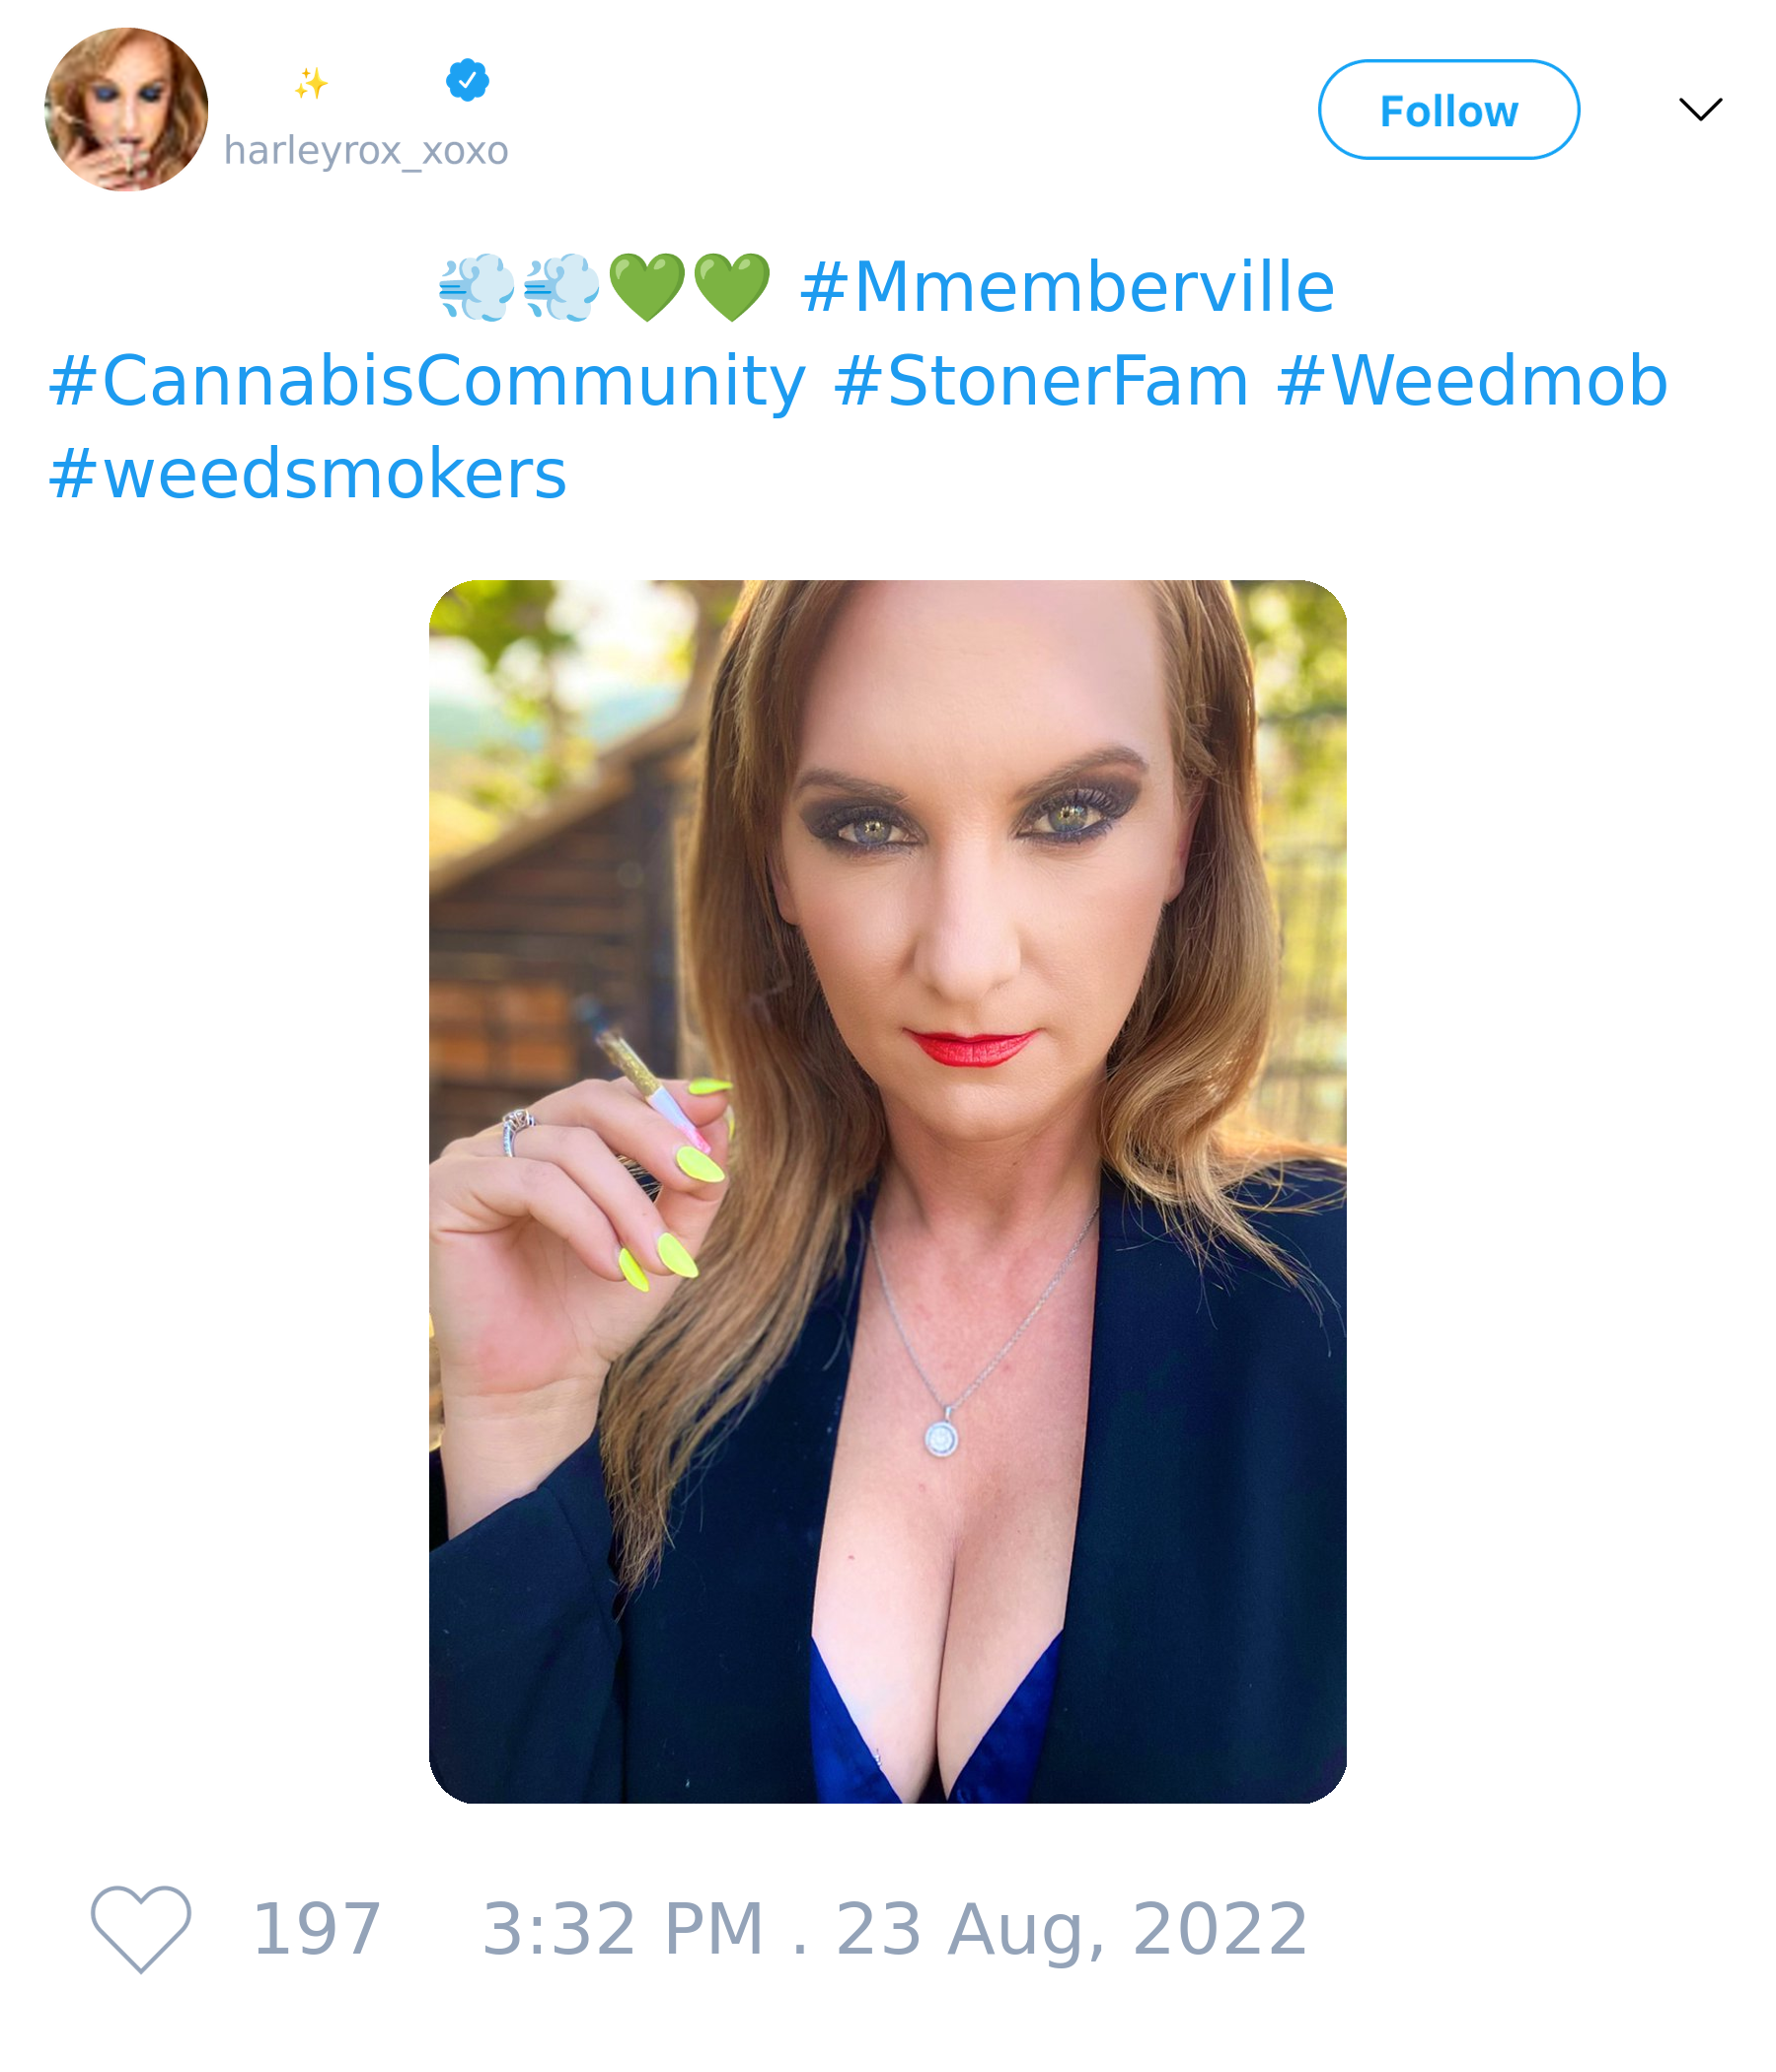 ✨
harleyrox_xoxo
Follow
💨💨💚💚 #Mmemberville
#CannabisCommunity #StonerFam #Weedmob
#weedsmokers
197 3:32 PM . 23 Aug, 2022